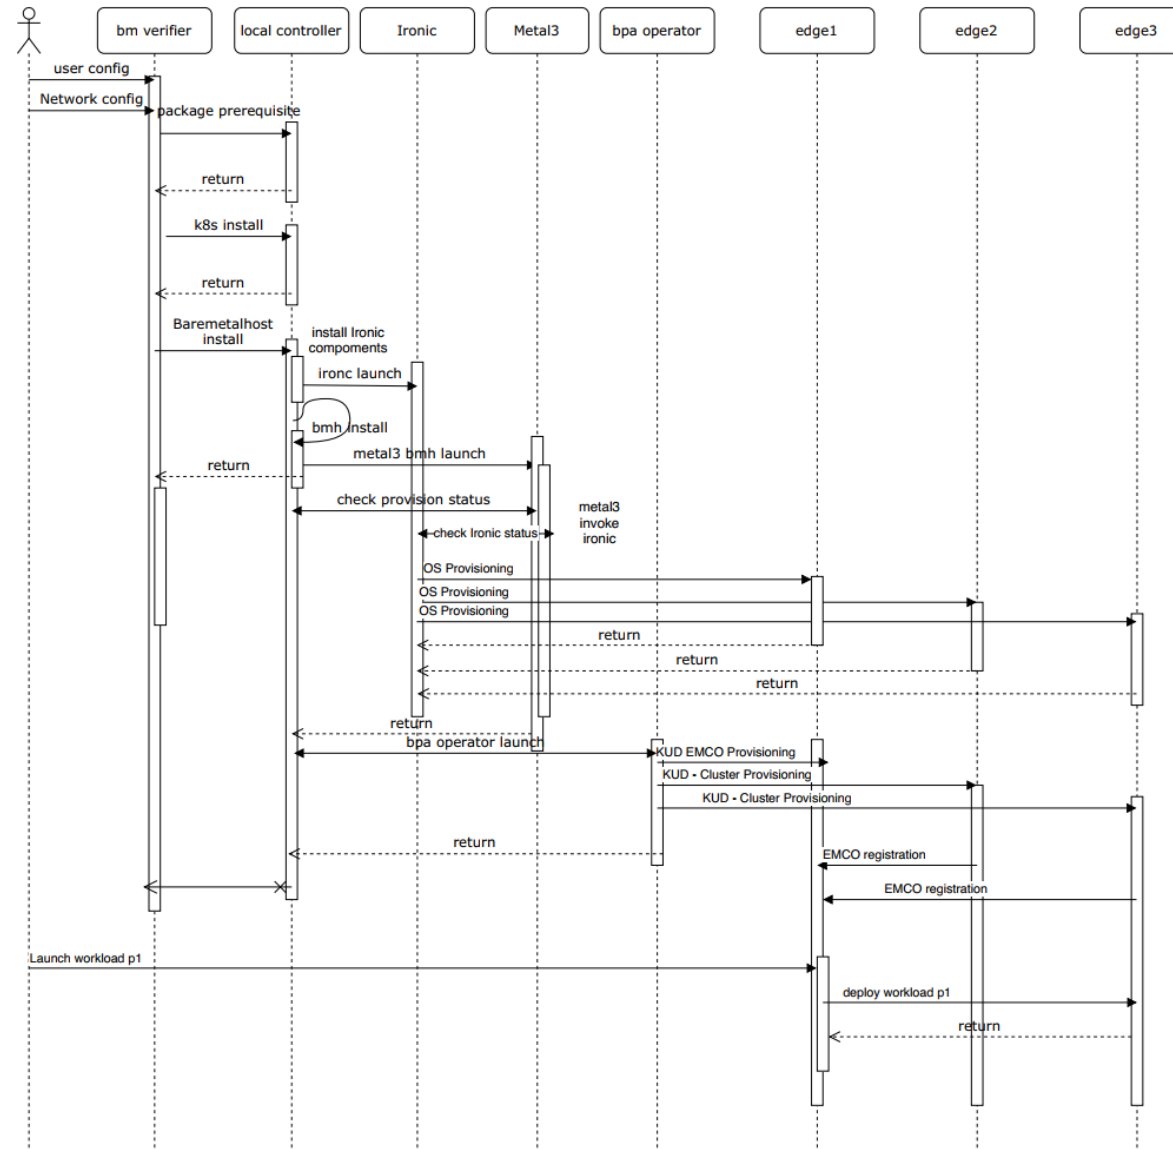 bm verifier
local controller
Ironic
Metal3
bpa operator
edge1
edge2
edge3
user config
Network config
package prerequisite
return
k8s install
return
Baremetalhost
install
install Ironic
compoments
ironc launch
bmh install
metal3 bmh launch
return
check provision status
metal3
invoke
ironic
check Ironic status
OS Provisioning
OS Provisioning
OS Provisioning
return
return
return
return
bpa operator launch
KUD EMCO Provisioning
KUD - Cluster Provisioning
KUD - Cluster Provisioning
return
EMCO registration
EMCO registration
Launch workload p1
deploy workload p1
return